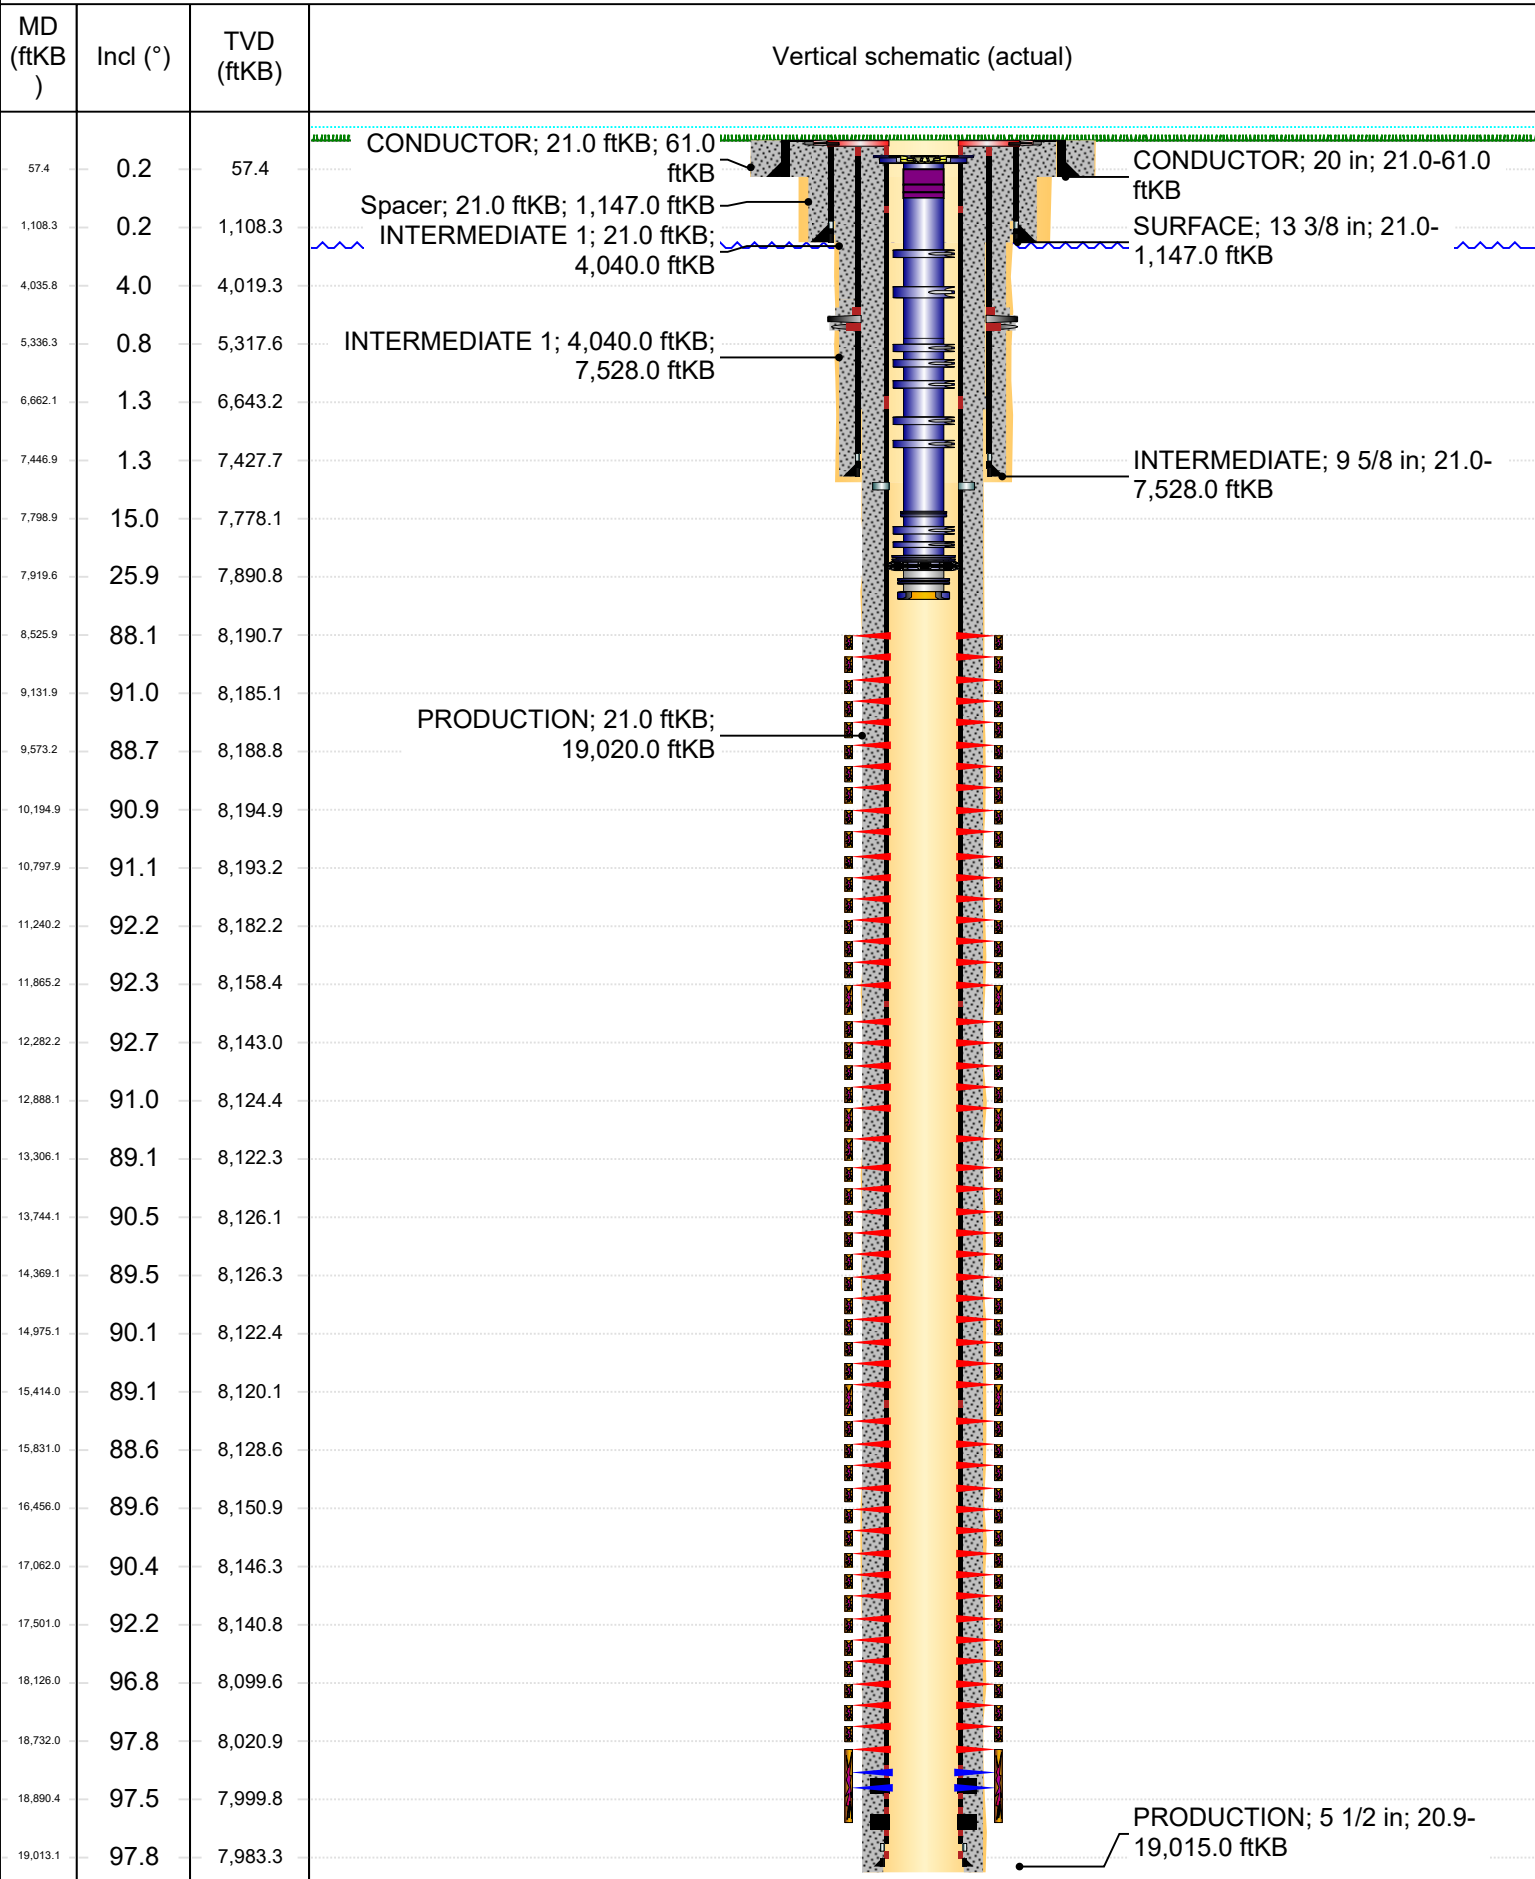 MD
(ftKB
)
Incl (°)
TVD
(ftKB)
Vertical schematic (actual)
CONDUCTOR; 21.0 ftKB; 61.0
ftKB
CONDUCTOR; 20 in; 21.0-61.0
ftKB
57.4 0.2 57.4
Spacer; 21.0 ftKB; 1,147.0 ftKB
1,108.3 0.2 1,108.3
SURFACE; 13 3/8 in; 21.0-
1,147.0 ftKB
INTERMEDIATE 1; 21.0 ftKB;
4,040.0 ftKB
4,035.8 4.0 4,019.3
INTERMEDIATE 1; 4,040.0 ftKB;
7,528.0 ftKB
5,336.3 0.8 5,317.6
6,662.1 1.3 6,643.2
7,446.9 1.3 7,427.7
INTERMEDIATE; 9 5/8 in; 21.0-
7,528.0 ftKB
7,798.9 15.0 7,778.1
7,919.6 25.9 7,890.8
8,525.9 88.1 8,190.7
9,131.9 91.0 8,185.1
PRODUCTION; 21.0 ftKB;
19,020.0 ftKB
9,573.2 88.7 8,188.8
10,194.9 90.9 8,194.9
10,797.9 91.1 8,193.2
11,240.2 92.2 8,182.2
11,865.2 92.3 8,158.4
12,282.2 92.7 8,143.0
12,888.1 91.0 8,124.4
13,306.1 89.1 8,122.3
13,744.1 90.5 8,126.1
14,369.1 89.5 8,126.3
14,975.1 90.1 8,122.4
15,414.0 89.1 8,120.1
15,831.0 88.6 8,128.6
16,456.0 89.6 8,150.9
17,062.0 90.4 8,146.3
17,501.0 92.2 8,140.8
18,126.0 96.8 8,099.6
18,732.0 97.8 8,020.9
18,890.4 97.5 7,999.8
PRODUCTION; 5 1/2 in; 20.9-
19,015.0 ftKB
19,013.1 97.8 7,983.3